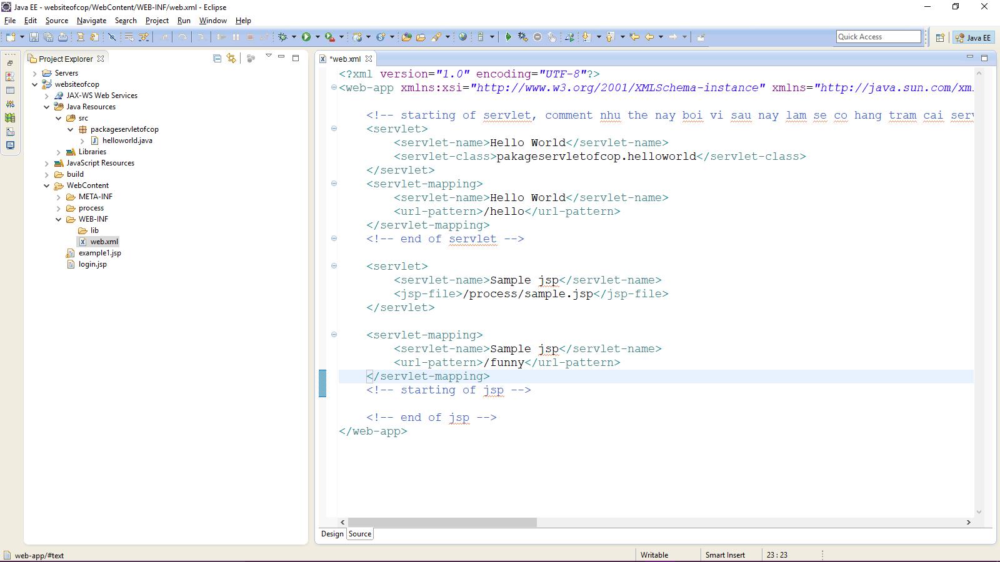 Java EE - websiteofcop/WebContent/WEB-INF/web.xml - Eclipse
File Edit Source Navigate Search Project Run Window Help
Quick Access
Java EE
Project Explorer
Servers
websiteofcop
JAX-WS Web Services
Java Resources
src
packageservletofcop
helloworld.java
Libraries
JavaScript Resources
build
WebContent
META-INF
process
WEB-INF
lib
web.xml
example1.jsp
login.jsp
*web.xml
<?xml version="1.0" encoding="UTF-8"?>
<web-app xmlns:xsi="http://www.w3.org/2001/XMLSchema-instance" xmlns="http://java.sun.com/xm
<!-- starting of servlet, comment nhu the nay boi vi sau nay lam se co hang tram cai serv
<servlet>
<servlet-name>Hello World</servlet-name>
<servlet-class>pakageservletofcop.helloworld</servlet-class>
</servlet>
<servlet-mapping>
<servlet-name>Hello World</servlet-name>
<url-pattern>/hello</url-pattern>
</servlet-mapping>
<!-- end of servlet -->
<servlet>
<servlet-name>Sample jsp</servlet-name>
<jsp-file>/process/sample.jsp</jsp-file>
</servlet>
<servlet-mapping>
<servlet-name>Sample jsp</servlet-name>
<url-pattern>/funny</url-pattern>
</servlet-mapping>
<!-- starting of jsp -->
<!-- end of jsp -->
</web-app>
Design Source
web-app/#text
Writable
Smart Insert
23 : 23